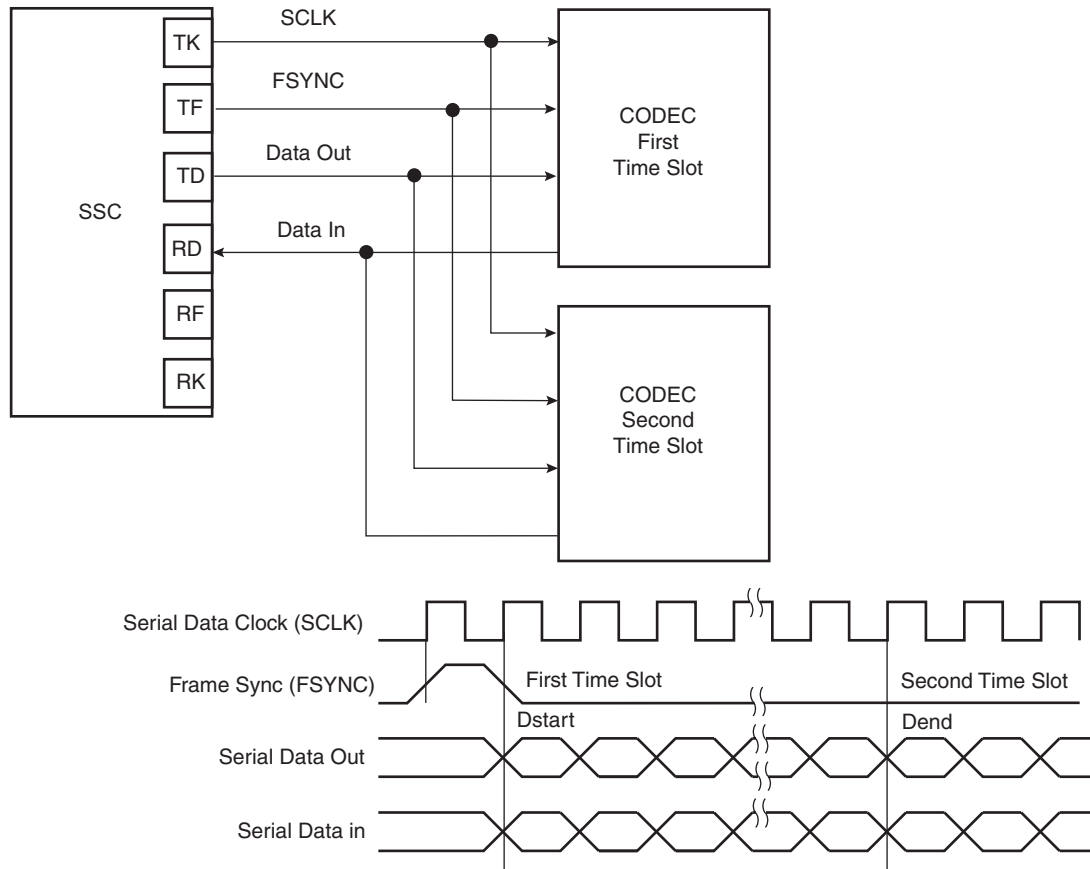 SCLK
TK
FSYNC
TF
CODEC
First
Time Slot
Data Out
TD
SSC
Data In
RD
RF
RK
CODEC
Second
Time Slot
Serial Data Clock (SCLK)
Frame Sync (FSYNC)
First Time Slot
Second Time Slot
Dstart
Dend
Serial Data Out
Serial Data in